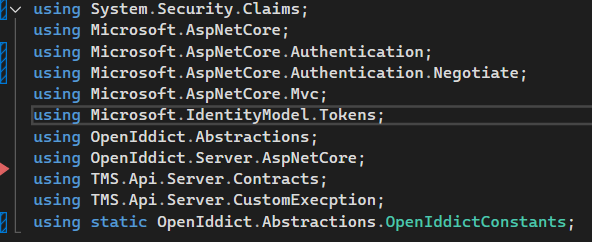 using System.Security.Claims;
using Microsoft.AspNetCore;
using Microsoft.AspNetCore.Authentication;
using Microsoft.AspNetCore.Authentication.Negotiate;
using Microsoft.AspNetCore.Mvc;
using Microsoft.IdentityModel.Tokens;
using OpenIddict.Abstractions;
using OpenIddict.Server.AspNetCore;
using TMS.Api.Server.Contracts;
using TMS.Api.Server.CustomExecption;
using static OpenIddict.Abstractions.OpenIddictConstants;